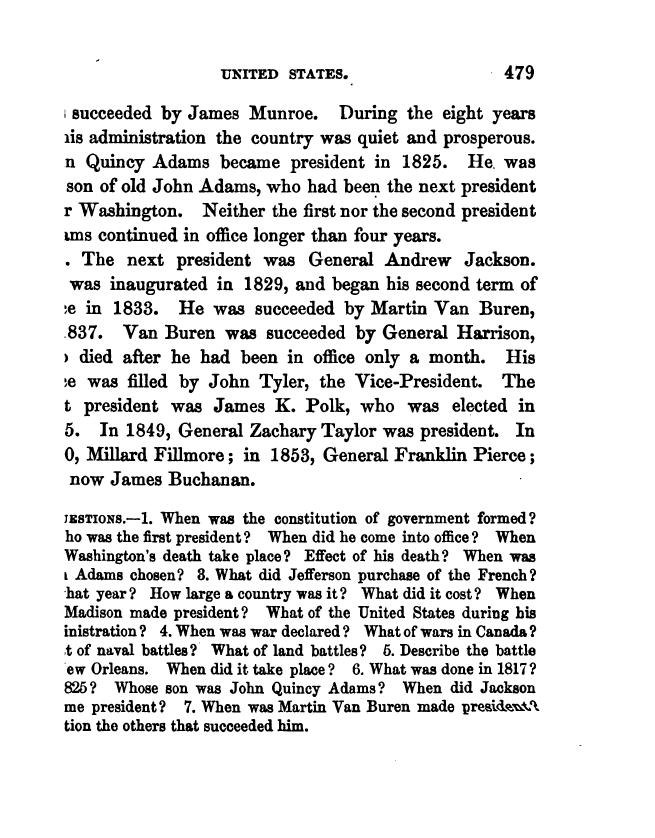 UNITED STATES. 479
succeeded by James Munroe. During the eight years
his administration the country was quiet and prosperous.
n Quincy Adams became president in 1825. He was
son of old John Adams, who had been the next president
r Washington. Neither the first nor the second president
ams continued in office longer than four years.
. The next president was General Andrew Jackson.
was inaugurated in 1829, and began his second term of
ce in 1833. He was succeeded by Martin Van Buren,
837. Van Buren was succeeded by General Harrison,
died after he had been in office only a month. His
ce was filled by John Tyler, the Vice-President. The
t president was James K. Polk, who was elected in
5. In 1849, General Zachary Taylor was president. In
0, Millard Fillmore; in 1853, General Franklin Pierce;
now James Buchanan.
ESTIONS.—1. When was the constitution of government formed?
ho was the first president? When did he come into office? When
Washington's death take place? Effect of his death? When was
Adams chosen? 3. What did Jefferson purchase of the French?
hat year? How large a country was it? What did it cost? When
Madison made president? What of the United States during his
inistration? 4. When was war declared? What of wars in Canada?
t of naval battles? What of land battles? 5. Describe the battle
ew Orleans. When did it take place? 6. What was done in 1817?
825? Whose son was John Quincy Adams? When did Jackson
me president? 7. When was Martin Van Buren made president?
tion the others that succeeded him.